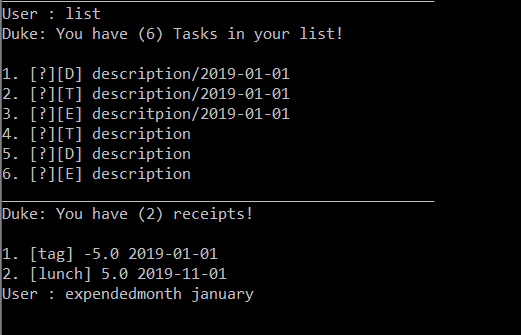 User : list
Duke: You have (6) Tasks in your list!
1. [?][D] description/2019-01-01
2. [?][T] description/2019-01-01
3. [?][E] descritpion/2019-01-01
4. [?][T] description
5. [?][D] description
6. [?][E] description
Duke: You have (2) receipts!
1. [tag] -5.0 2019-01-01
2. [lunch] 5.0 2019-11-01
User : expendedmonth january